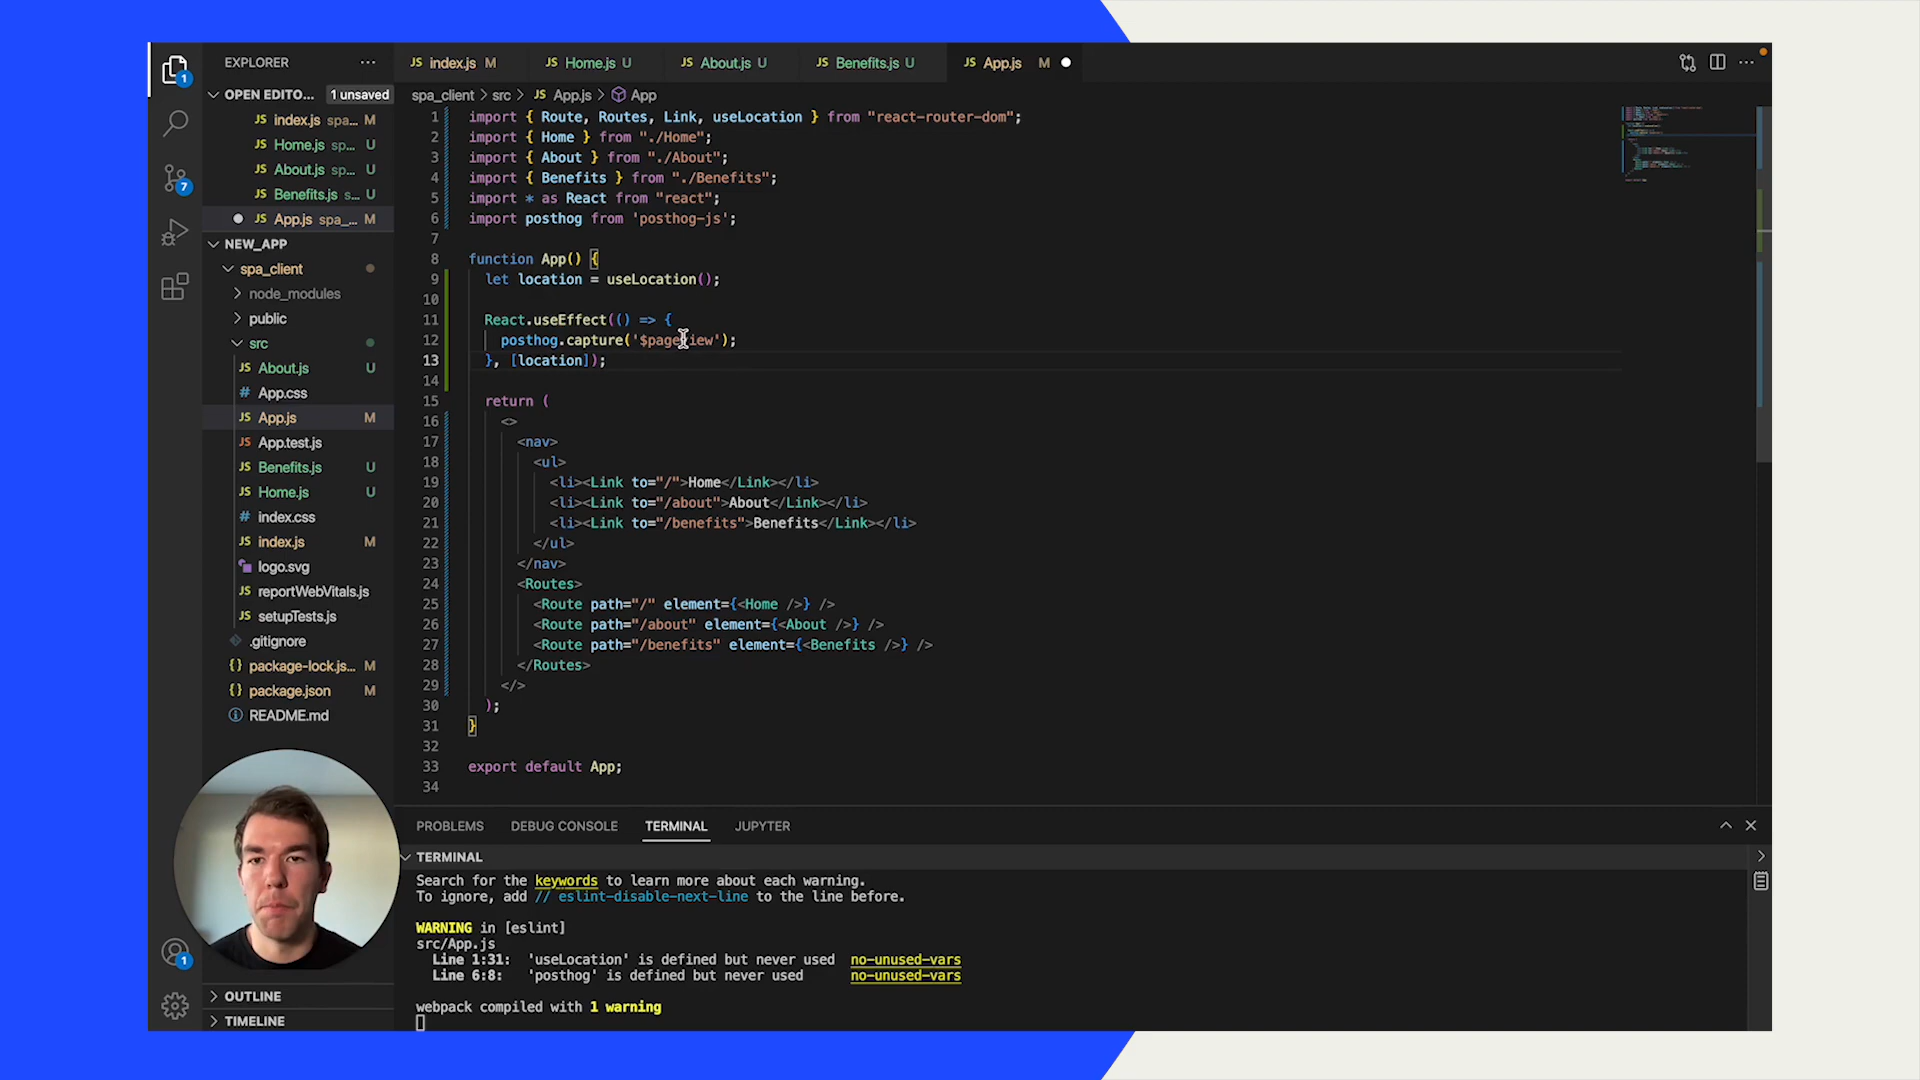 EXPLORER ...
OPEN EDITO... 1 unsaved
JS index.js spa... M
JS Home.js sp... U
JS About.js sp... U
JS Benefits.js s... U
JS App.js spa_... M
NEW_APP
spa_client
node_modules
public
src
JS About.js U
# App.css
JS App.js M
JS App.test.js
JS Benefits.js U
JS Home.js U
# index.css
JS index.js M
logo.svg
JS reportWebVitals.js
JS setupTests.js
.gitignore
{} package-lock.js... M
{} package.json M
README.md
OUTLINE
TIMELINE
1
7
1
JS index.js M JS Home.js U JS About.js U JS Benefits.js U JS App.js M
spa_client > src > JS App.js > App
1 import { Route, Routes, Link, useLocation } from "react-router-dom";
2 import { Home } from "./Home";
3 import { About } from "./About";
4 import { Benefits } from "./Benefits";
5 import * as React from "react";
6 import posthog from 'posthog-js';
7
8 function App() {
9 let location = useLocation();
10
11 React.useEffect(() => {
12 posthog.capture('$pageview');
13 }, [location]);
14
15 return (
16 <>
17 <nav>
18 <ul>
19 <li><Link to="/">Home</Link></li>
20 <li><Link to="/about">About</Link></li>
21 <li><Link to="/benefits">Benefits</Link></li>
22 </ul>
23 </nav>
24 <Routes>
25 <Route path="/" element={<Home />} />
26 <Route path="/about" element={<About />} />
27 <Route path="/benefits" element={<Benefits />} />
28 </Routes>
29 </>
30 );
31 }
32
33 export default App;
34
PROBLEMS DEBUG CONSOLE TERMINAL JUPYTER
TERMINAL
Search for the keywords to learn more about each warning.
To ignore, add // eslint-disable-next-line to the line before.
WARNING in [eslint]
src/App.js
Line 1:31: 'useLocation' is defined but never used no-unused-vars
Line 6:8: 'posthog' is defined but never used no-unused-vars
webpack compiled with 1 warning